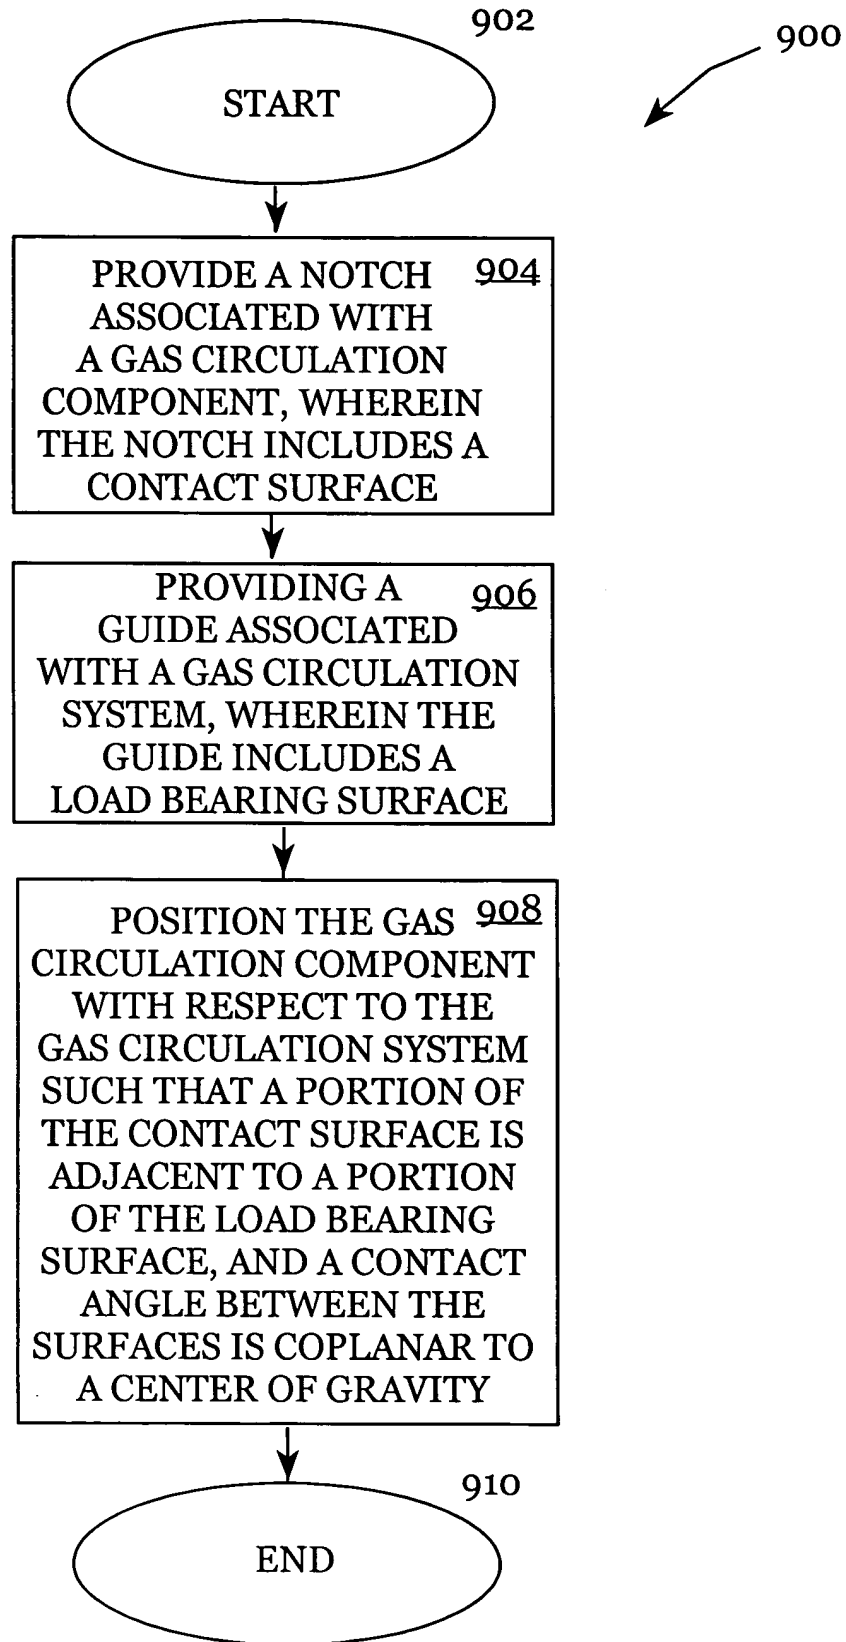 902
900
START
904
PROVIDE A NOTCH
ASSOCIATED WITH
A GAS CIRCULATION
COMPONENT, WHEREIN
THE NOTCH INCLUDES A
CONTACT SURFACE
906
PROVIDING A
GUIDE ASSOCIATED
WITH A GAS CIRCULATION
SYSTEM, WHEREIN THE
GUIDE INCLUDES A
LOAD BEARING SURFACE
908
POSITION THE GAS
CIRCULATION COMPONENT
WITH RESPECT TO THE
GAS CIRCULATION SYSTEM
SUCH THAT A PORTION OF
THE CONTACT SURFACE IS
ADJACENT TO A PORTION
OF THE LOAD BEARING
SURFACE, AND A CONTACT
ANGLE BETWEEN THE
SURFACES IS COPLANAR TO
A CENTER OF GRAVITY
910
END